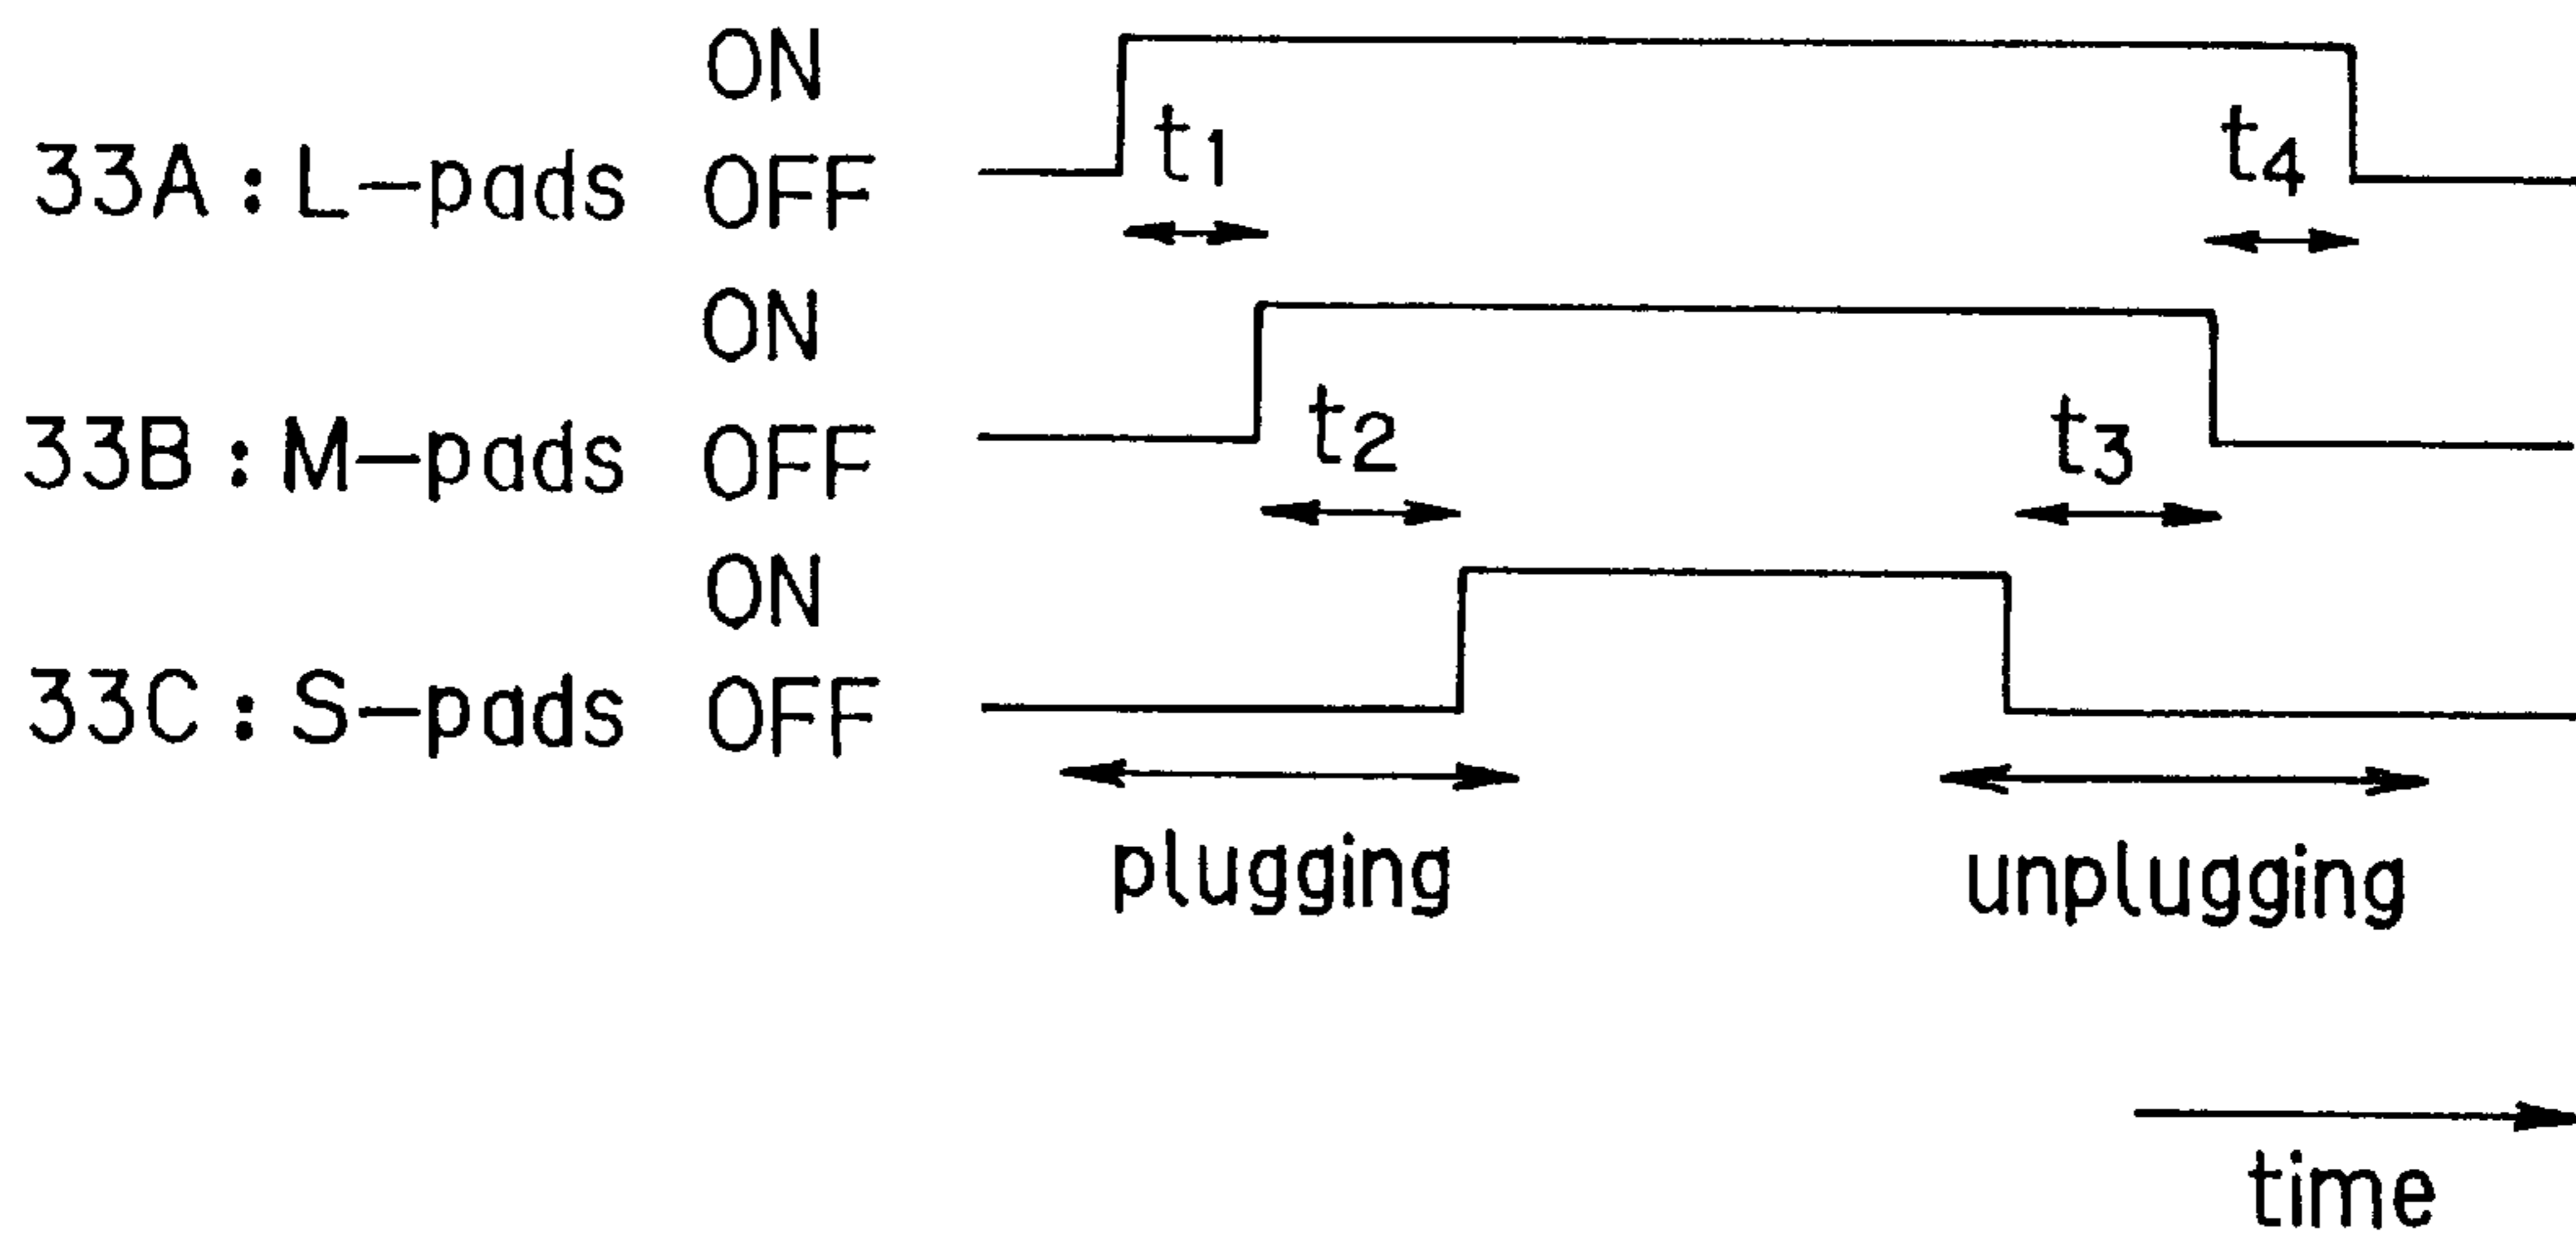 ON
33A : L-pads OFF
t1
t4
ON
33B : M-pads OFF
t2
t3
ON
33C : S-pads OFF
plugging
unplugging
time